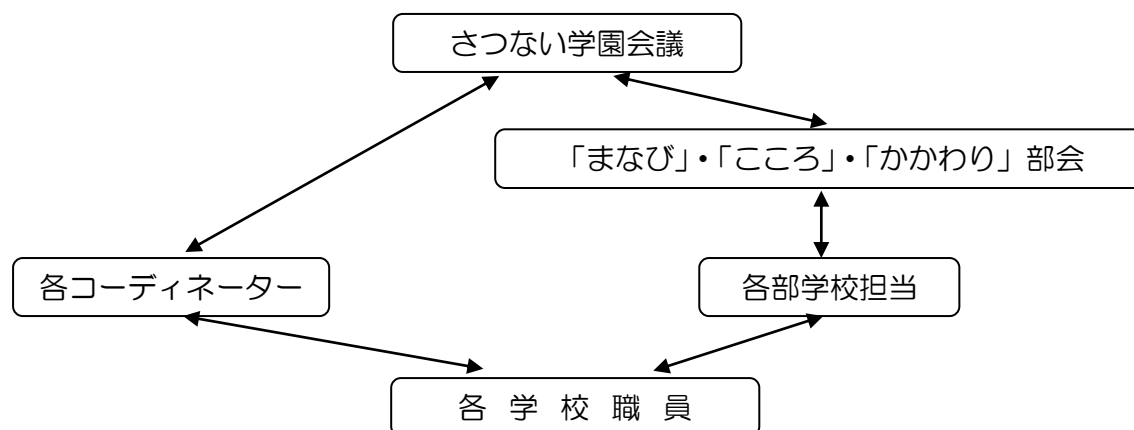 さつない学園会議
「まなび」・「こころ」・「かかわり」部会
各コーディネーター
各部学校担当
各 学 校 職 員